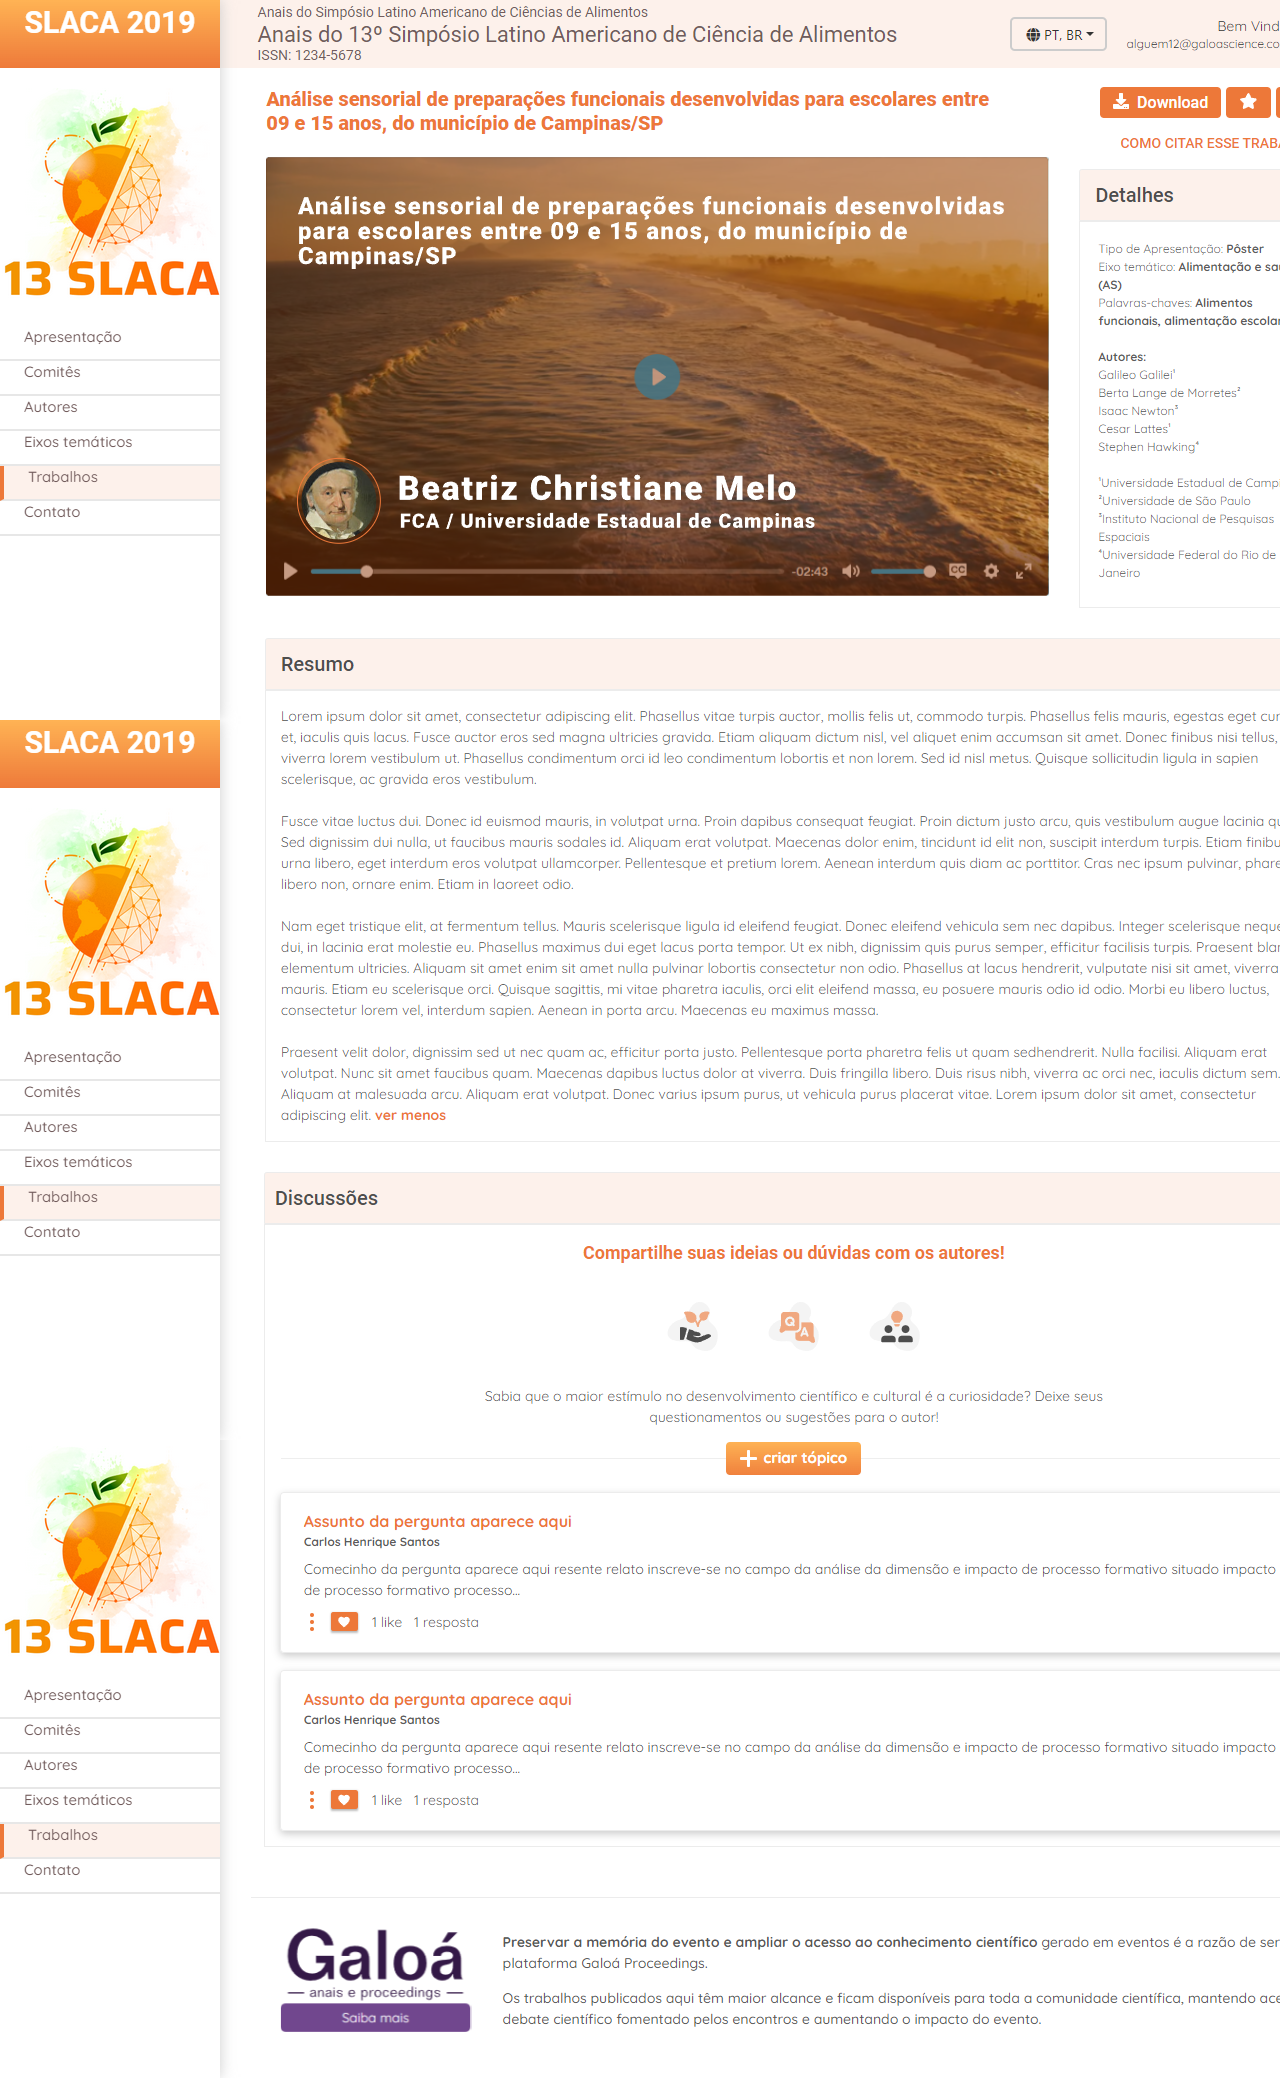 SLACA 2019
13 SLACA
Apresentação
Comitês
Autores
Eixos temáticos
Trabalhos
Contato
Anais do Simpósio Latino Americano de Ciências de Alimentos
Anais do 13º Simpósio Latino Americano de Ciência de Alimentos
ISSN: 1234-5678
PT, BR
Bem Vind
alguem12@galoascience.co
Análise sensorial de preparações funcionais desenvolvidas para escolares entre
09 e 15 anos, do município de Campinas/SP
Download
COMO CITAR ESSE TRABA
Análise sensorial de preparações funcionais desenvolvidas
para escolares entre 09 e 15 anos, do município de
Campinas/SP
Beatriz Christiane Melo
FCA / Universidade Estadual de Campinas
-02:43
CC
Detalhes
Tipo de Apresentação: Pôster
Eixo temático: Alimentação e saú
(AS)
Palavras-chaves: Alimentos
funcionais, alimentação escolar
Autores:
Galileo Galilei¹
Berta Lange de Morretes²
Isaac Newton³
Cesar Lattes¹
Stephen Hawking⁴
¹Universidade Estadual de Campi
²Universidade de São Paulo
³Instituto Nacional de Pesquisas
Espaciais
⁴Universidade Federal do Rio de
Janeiro
Resumo
Lorem ipsum dolor sit amet, consectetur adipiscing elit. Phasellus vitae turpis auctor, mollis felis ut, commodo turpis. Phasellus felis mauris, egestas eget cur
et, iaculis quis lacus. Fusce auctor eros sed magna ultricies gravida. Etiam aliquam dictum nisl, vel aliquet enim accumsan sit amet. Donec finibus nisi tellus,
viverra lorem vestibulum ut. Phasellus condimentum orci id leo condimentum lobortis et non lorem. Sed id nisl metus. Quisque sollicitudin ligula in sapien
scelerisque, ac gravida eros vestibulum.
Fusce vitae luctus dui. Donec id euismod mauris, in volutpat urna. Proin dapibus consequat feugiat. Proin dictum justo arcu, quis vestibulum augue lacinia qu
Sed dignissim dui nulla, ut faucibus mauris sodales id. Aliquam erat volutpat. Maecenas dolor enim, tincidunt id elit non, suscipit interdum turpis. Etiam finibu
urna libero, eget interdum eros volutpat ullamcorper. Pellentesque et pretium lorem. Aenean interdum quis diam ac porttitor. Cras nec ipsum pulvinar, phare
libero non, ornare enim. Etiam in laoreet odio.
Nam eget tristique elit, at fermentum tellus. Mauris scelerisque ligula id eleifend feugiat. Donec eleifend vehicula sem nec dapibus. Integer scelerisque neque
dui, in lacinia erat molestie eu. Phasellus maximus dui eget lacus porta tempor. Ut ex nibh, dignissim quis purus semper, efficitur facilisis turpis. Praesent blan
elementum ultricies. Aliquam sit amet enim sit amet nulla pulvinar lobortis consectetur non odio. Phasellus at lacus hendrerit, vulputate nisi sit amet, viverra
mauris. Etiam eu scelerisque orci. Quisque sagittis, mi vitae pharetra iaculis, orci elit eleifend massa, eu posuere mauris odio id odio. Morbi eu libero luctus,
consectetur lorem vel, interdum sapien. Aenean in porta arcu. Maecenas eu maximus massa.
Praesent velit dolor, dignissim sed ut nec quam ac, efficitur porta justo. Pellentesque porta pharetra felis ut quam sedhendrerit. Nulla facilisi. Aliquam erat
volutpat. Nunc sit amet faucibus quam. Maecenas dapibus luctus dolor at viverra. Duis fringilla libero. Duis risus nibh, viverra ac orci nec, iaculis dictum sem.
Aliquam at malesuada arcu. Aliquam erat volutpat. Donec varius ipsum purus, ut vehicula purus placerat vitae. Lorem ipsum dolor sit amet, consectetur
adipiscing elit. ver menos
SLACA 2019
13 SLACA
Apresentação
Comitês
Autores
Eixos temáticos
Trabalhos
Contato
Discussões
Compartilhe suas ideias ou dúvidas com os autores!
Q A
Sabia que o maior estímulo no desenvolvimento científico e cultural é a curiosidade? Deixe seus
questionamentos ou sugestões para o autor!
criar tópico
Assunto da pergunta aparece aqui
Carlos Henrique Santos
Comecinho da pergunta aparece aqui resente relato inscreve-se no campo da análise da dimensão e impacto de processo formativo situado impacto
de processo formativo processo...
1 like 1 resposta
Assunto da pergunta aparece aqui
Carlos Henrique Santos
Comecinho da pergunta aparece aqui resente relato inscreve-se no campo da análise da dimensão e impacto de processo formativo situado impacto
de processo formativo processo...
1 like 1 resposta
13 SLACA
Apresentação
Comitês
Autores
Eixos temáticos
Trabalhos
Contato
Galoá
anais e proceedings
Saiba mais
Preservar a memória do evento e ampliar o acesso ao conhecimento científico gerado em eventos é a razão de ser
plataforma Galoá Proceedings.
Os trabalhos publicados aqui têm maior alcance e ficam disponíveis para toda a comunidade científica, mantendo ace
debate científico fomentado pelos encontros e aumentando o impacto do evento.